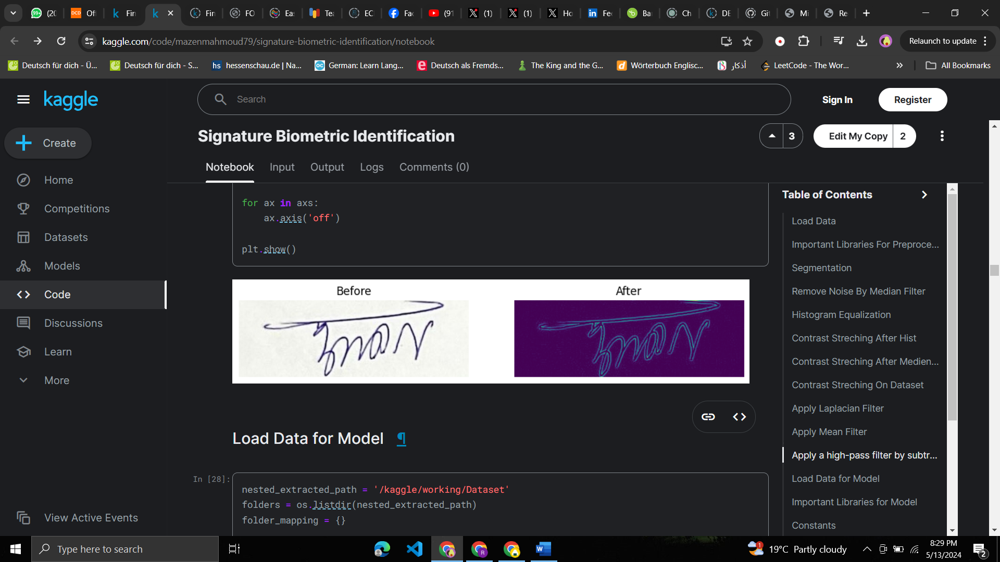 (20
Of
Fin
Fin
FO
Eas
Tea
EC
Fac
(91
(1)
(1)
Ho
Fee
Ba
Ch
DE
Git
Mi
Re
kaggle.com/code/mazenmahmoud79/signature-biometric-identification/notebook
Relaunch to update
Deutsch für dich - Ü...
Deutsch für dich - S...
hs hessenschau.de | Na...
German: Learn Lang...
Deutsch als Fremds...
The King and the G...
Wörterbuch Englisc...
أذكار
LeetCode - The Wor...
All Bookmarks
kaggle
Search
Sign In
Register
Create
Home
Competitions
Datasets
Models
Code
Discussions
Learn
More
View Active Events
Signature Biometric Identification
3
Edit My Copy
2
Notebook
Input
Output
Logs
Comments (0)
for ax in axs:
ax.axis('off')
plt.show()
Before
After
Load Data for Model ¶
In [28]:
nested_extracted_path = '/kaggle/working/Dataset'
folders = os.listdir(nested_extracted_path)
folder_mapping = {}
Table of Contents
Load Data
Important Libraries For Preproce...
Segmentation
Remove Noise By Median Filter
Histogram Equalization
Contrast Streching After Hist
Contrast Streching After Medien...
Contrast Streching On Dataset
Apply Laplacian Filter
Apply Mean Filter
Apply a high-pass filter by subtr...
Load Data for Model
Important Libraries for Model
Constants
Type here to search
19°C Partly cloudy
8:29 PM
5/13/2024
2